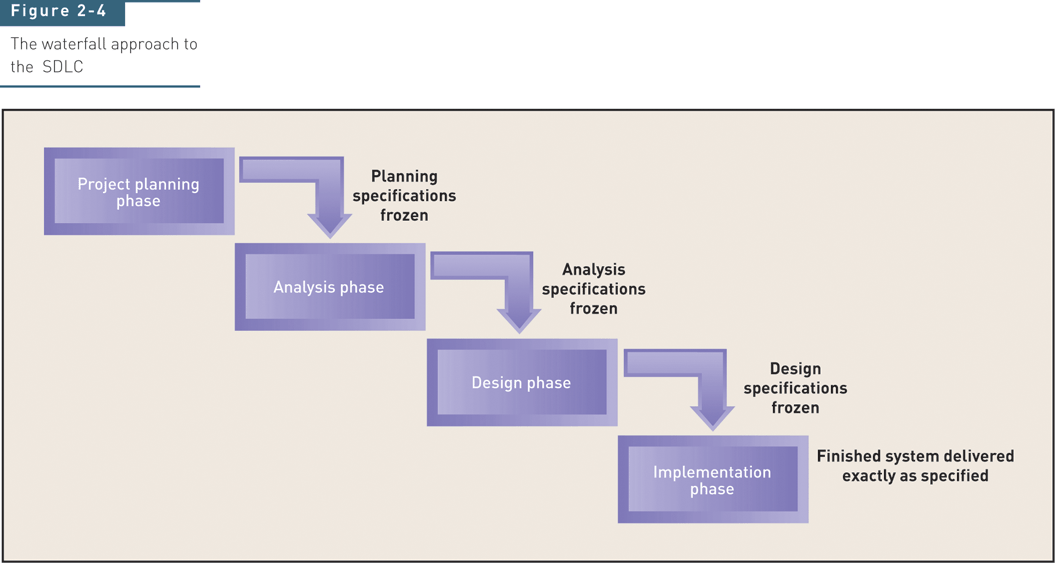 Figure 2-4
The waterfall approach to
the SDLC
Project planning
phase
Planning
specifications
frozen
Analysis phase
Analysis
specifications
frozen
Design phase
Design
specifications
frozen
Implementation
phase
Finished system delivered
exactly as specified